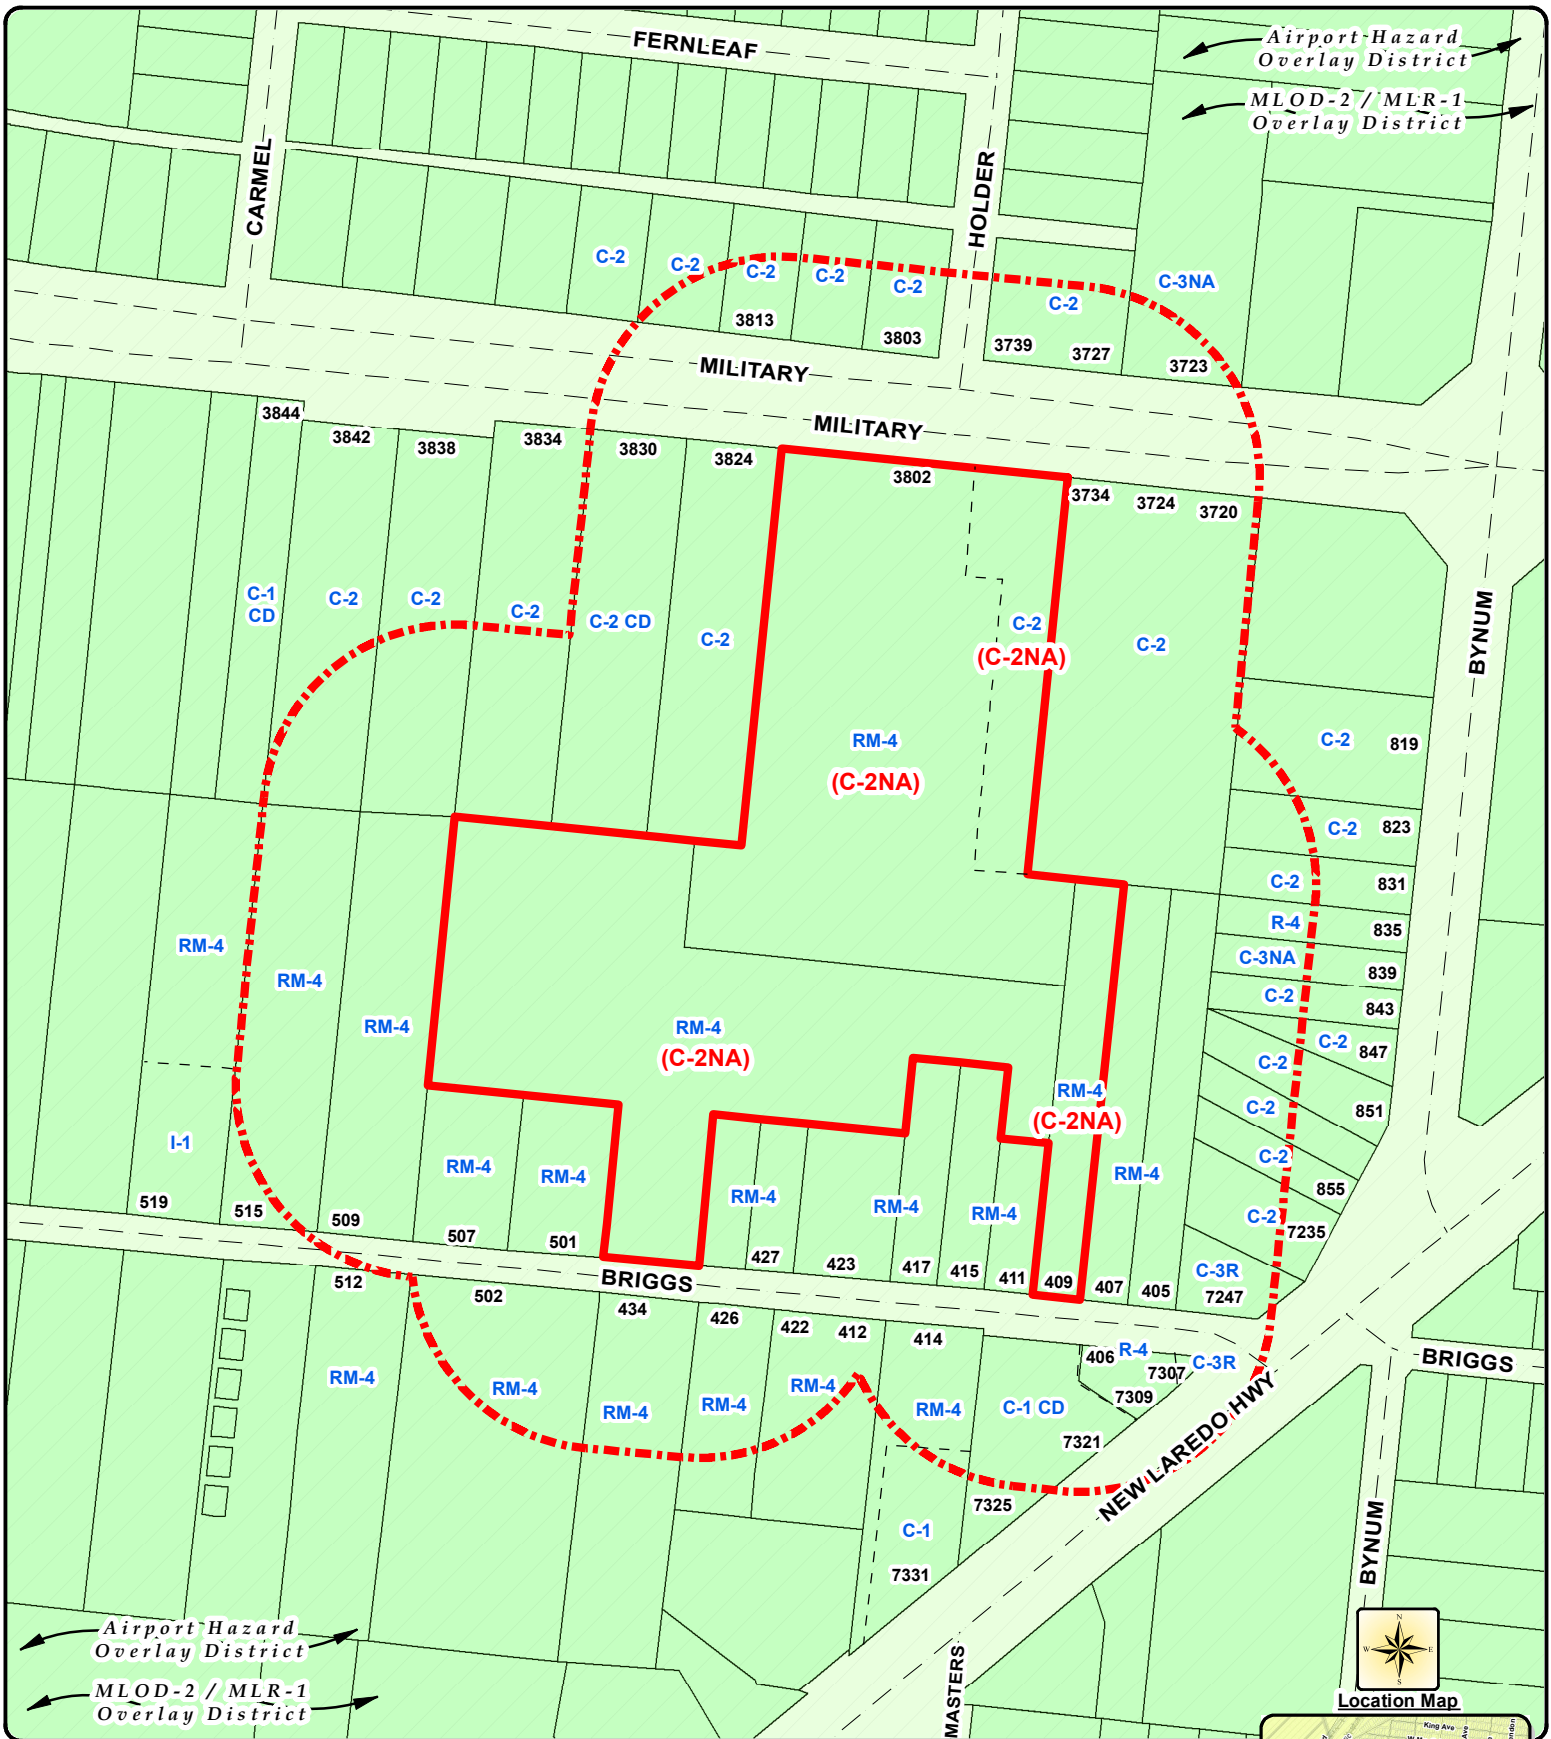 FERNLEAF
Airport Hazard
Overlay District
MLOD-2 / MLR-1
Overlay District
CARMEL
HOLDER
C-2
C-2
C-2
C-2
C-2
C-2
C-3NA
3813
3803
3739
3727
3723
MILITARY
MILITARY
3844
3842
3838
3834
3830
3824
3802
3734
3724
3720
C-1
CD
C-2
C-2
C-2
C-2 CD
C-2
C-2
(C-2NA)
C-2
BYNUM
RM-4
(C-2NA)
C-2
819
C-2
823
C-2
831
R-4
835
C-3NA
839
C-2
843
C-2
847
C-2
C-2
851
C-2
855
C-2
7235
C-3R
7247
RM-4
RM-4
RM-4
RM-4
(C-2NA)
RM-4
(C-2NA)
I-1
RM-4
RM-4
RM-4
RM-4
RM-4
RM-4
519
515
509
507
501
427
423
417
415
411
409
407
405
BRIGGS
512
502
434
426
422
412
414
406
R-4
7307
C-3R
7309
BRIGGS
RM-4
RM-4
RM-4
RM-4
RM-4
RM-4
C-1 CD
7321
NEW LAREDO HWY
7325
C-1
7331
BYNUM
MASTERS
Airport Hazard
Overlay District
MLOD-2 / MLR-1
Overlay District
N
W
E
S
Location Map
King Ave